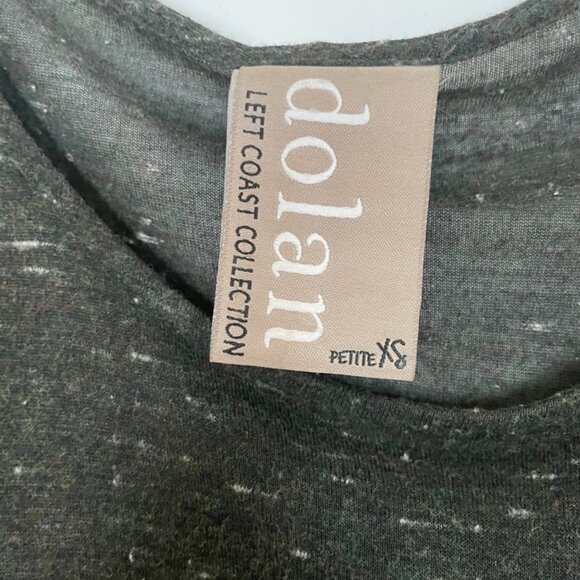 dolan
LEFT COAST COLLECTION
PETITE XS